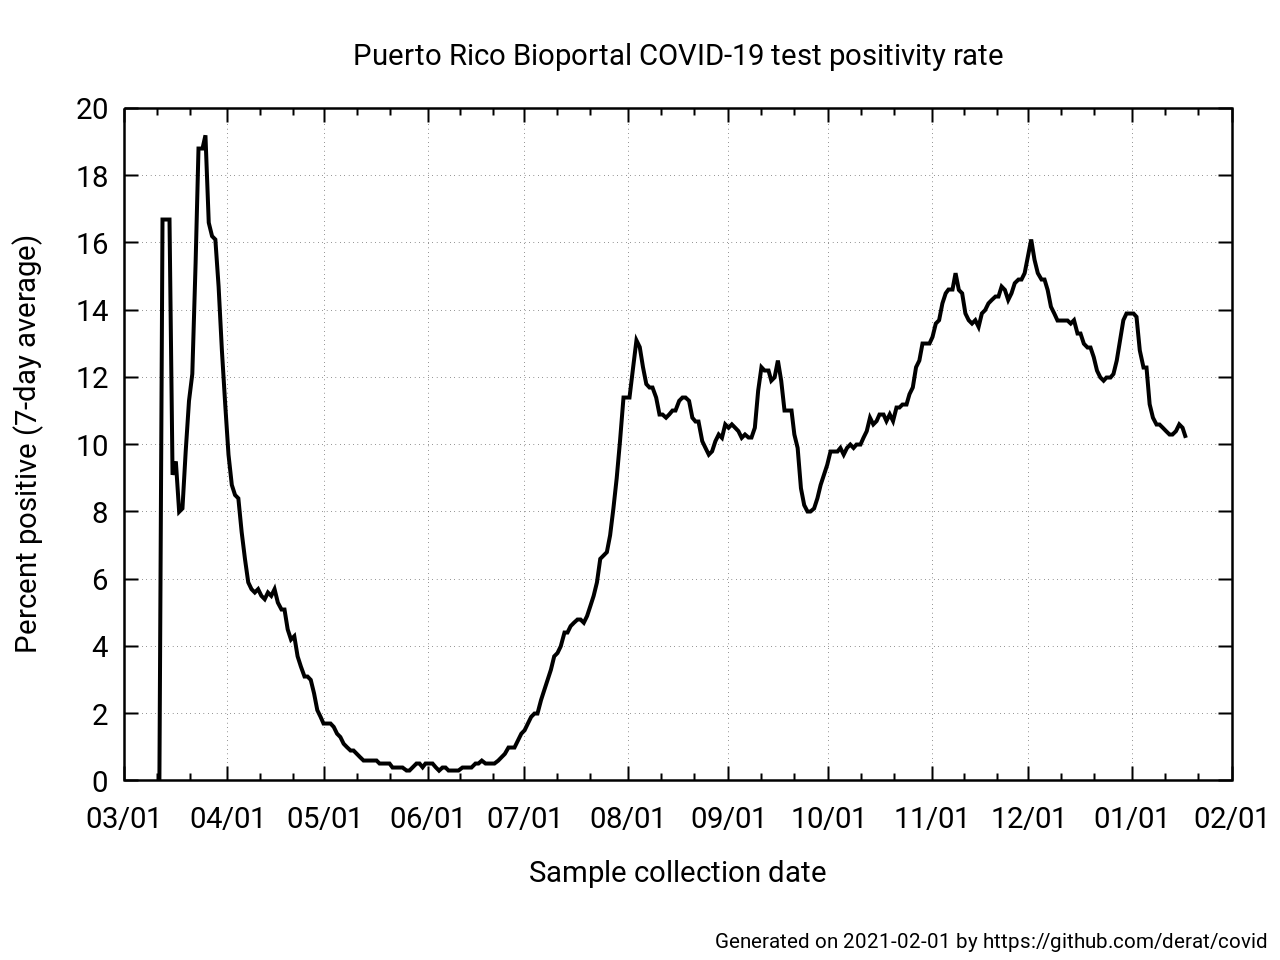 Puerto Rico Bioportal COVID-19 test positivity rate
20
18
16
14
12
10
8
6
4
2
0
Percent positive (7-day average)
03/01 04/01 05/01 06/01 07/01 08/01 09/01 10/01 11/01 12/01 01/01 02/01
Sample collection date
Generated on 2021-02-01 by https://github.com/derat/covid